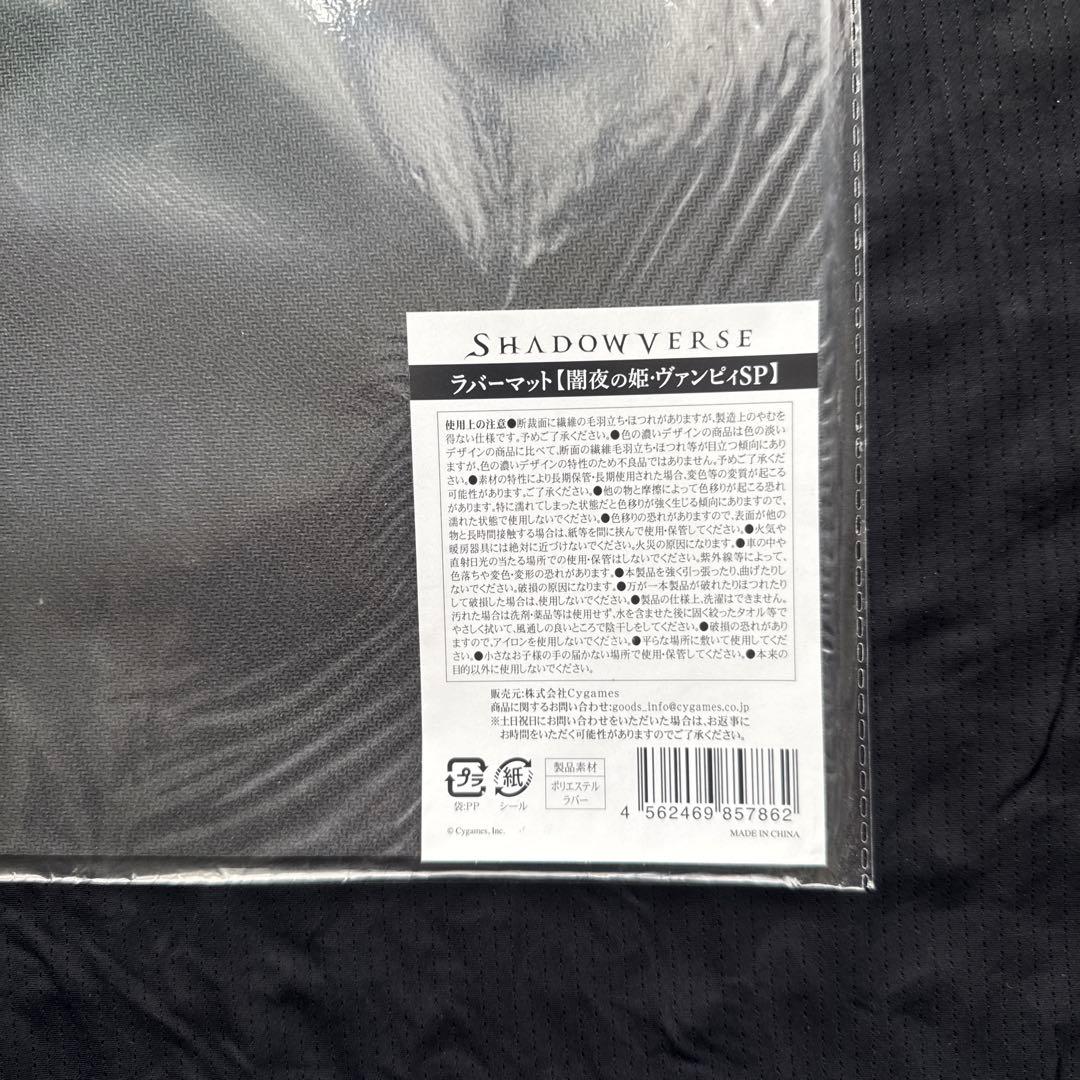 SHADOWVERSE
ラバーマット【闇夜の姫・ヴァンピィSP】
使用上の注意●断裁面に繊維の毛羽立ち・ほつれがありますが、製造上のやむを
得ない仕様です。予めご了承ください。●色の濃いデザインの商品は色の淡い
デザインの商品に比べて、断面の繊維毛羽立ち・ほつれ等が目立つ傾向にあり
ますが、色の濃いデザインの特性のため不良品ではありません。予めご了承くださ
い。●素材の特性により長期保管・長期使用された場合、変色等の変質が起こる
可能性があります。ご了承ください。●他の物と摩擦によって色移りが起こる恐れ
があります。特に濡れてしまった状態だと色移りが強く生じる傾向にありますので、
濡れた状態で使用しないでください。●色移りの恐れがありますので、表面が他の
物と長時間接触する場合は、紙等を間に挟んで使用・保管してください。●火気や
暖房器具には絶対に近づけないでください。火災の原因になります。●車の中や
直射日光の当たる場所での使用・保管はしないでください。紫外線等によって、
色落ちや変色・変形の恐れがあります。●本製品を強く引っ張ったり、曲げたりし
ないでください。破損の原因になります。●万が一本製品が破れたりほつれたり
して破損した場合は、使用しないでください。●製品の仕様上、洗濯はできません。
汚れた場合は洗剤・薬品等は使用せず、水を含ませた後に固く絞ったタオル等で
やさしく拭いて、風通しの良いところで陰干しをしてください。●破損の恐れがあり
ますので、アイロンを使用しないでください。●平らな場所に敷いて使用してくだ
さい。●小さなお子様の手の届かない場所で使用・保管してください。●本来の
目的以外に使用しないでください。
販売元:株式会社Cygames
商品に関するお問い合わせ:goods_info@cygames.co.jp
※土日祝日にお問い合わせをいただいた場合は、お返事に
お時間をいただく可能性がありますのでご了承ください。
プラ 紙 製品素材
袋:PP シール ポリエステル
ラバー
4 562469 857862
© Cygames, Inc. MADE IN CHINA